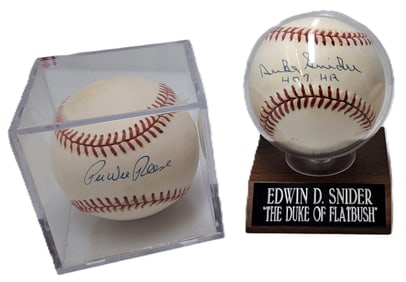 Pee Wee Reese
Duke Snider
407 HR
EDWIN D. SNIDER
"THE DUKE OF FLATBUSH"